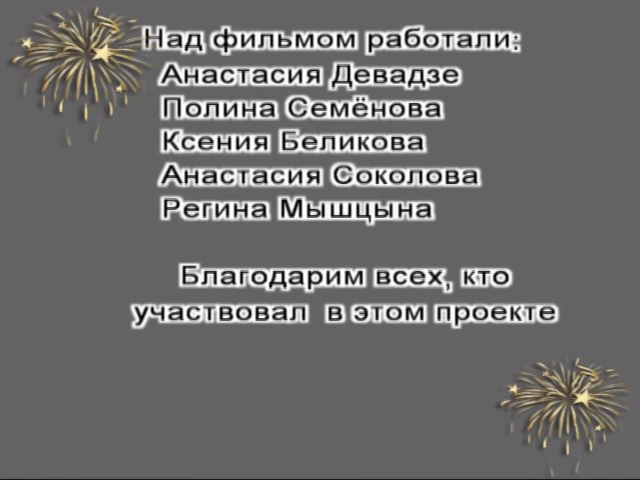 Над фильмом работали:
Анастасия Девадзе
Полина Семёнова
Ксения Беликова
Анастасия Соколова
Регина Мышцына
Благодарим всех, кто
участвовал в этом проекте